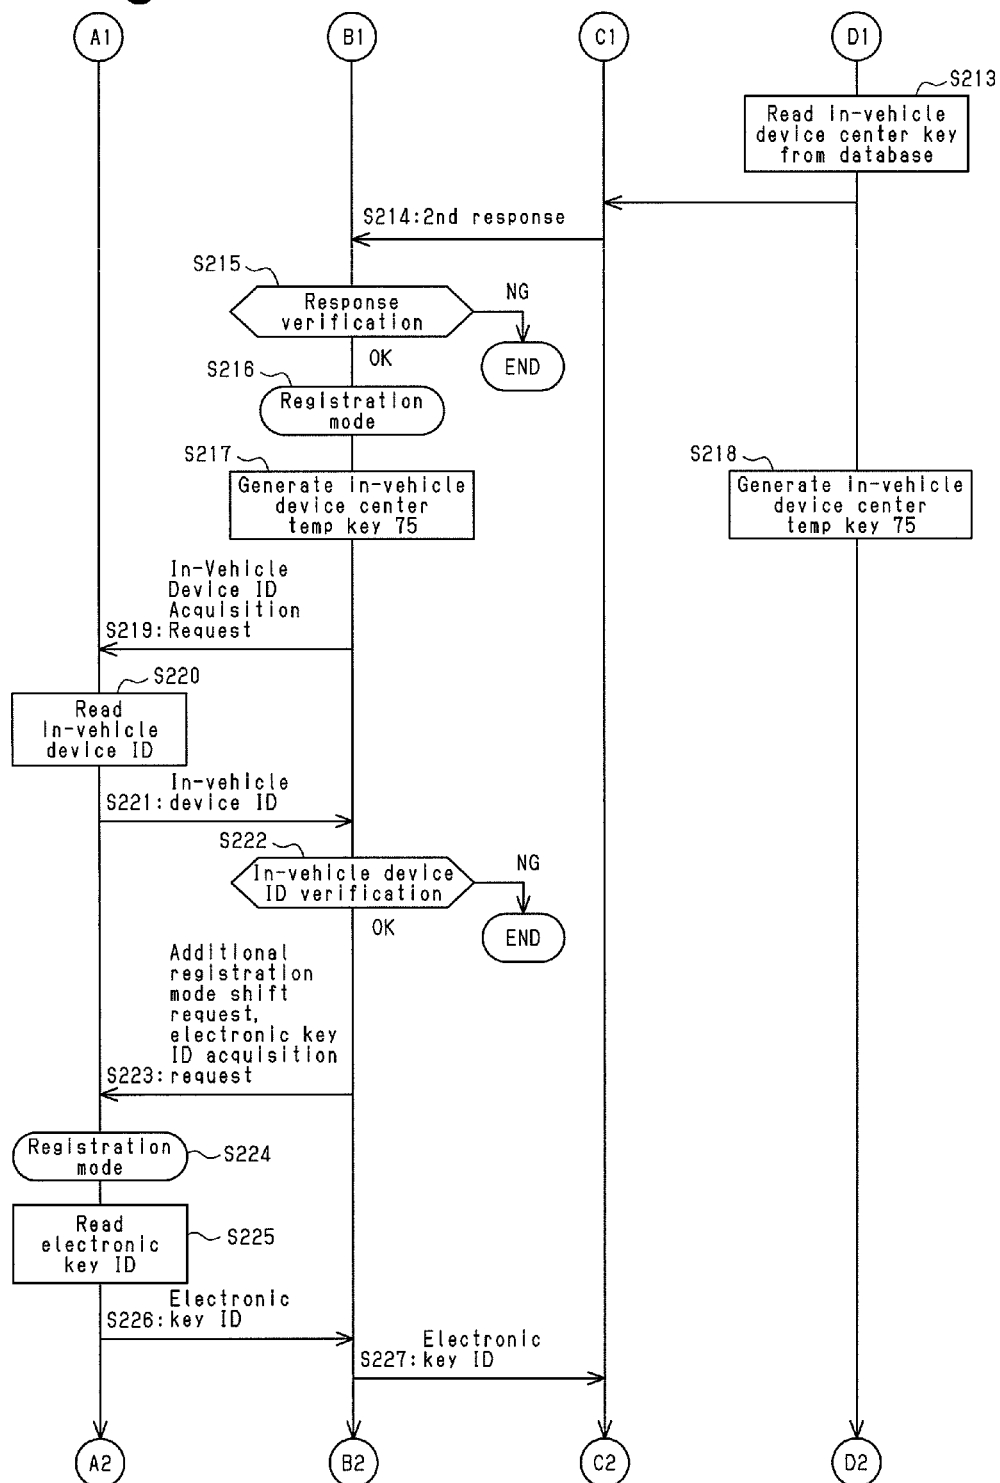 A1
B1
C1
D1
S213
Read in-vehicle
device center key
from database
S214:2nd response
S215
Response
verification
NG
END
OK
S216
Registration
mode
S217
Generate in-vehicle
device center
temp key 75
S218
Generate in-vehicle
device center
temp key 75
In-Vehicle
Device ID
Acquisition
S219:Request
S220
Read
in-vehicle
device ID
In-vehicle
S221:device ID
S222
In-vehicle device
ID verification
NG
END
OK
Additional
registration
mode shift
request,
electronic key
ID acquisition
S223:request
Registration
mode
S224
Read
electronic
key ID
S225
Electronic
S226:key ID
Electronic
S227:key ID
A2
B2
C2
D2